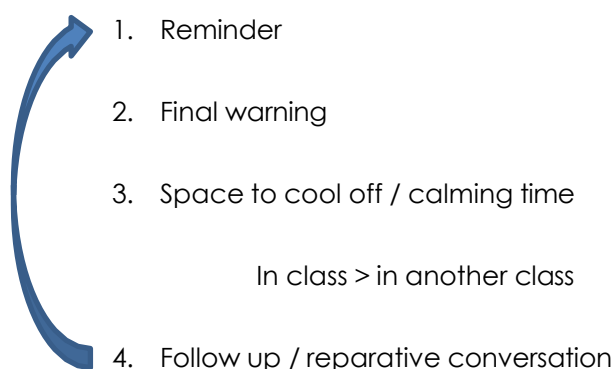 1. Reminder
2. Final warning
3. Space to cool off / calming time
In class > in another class
4. Follow up / reparative conversation